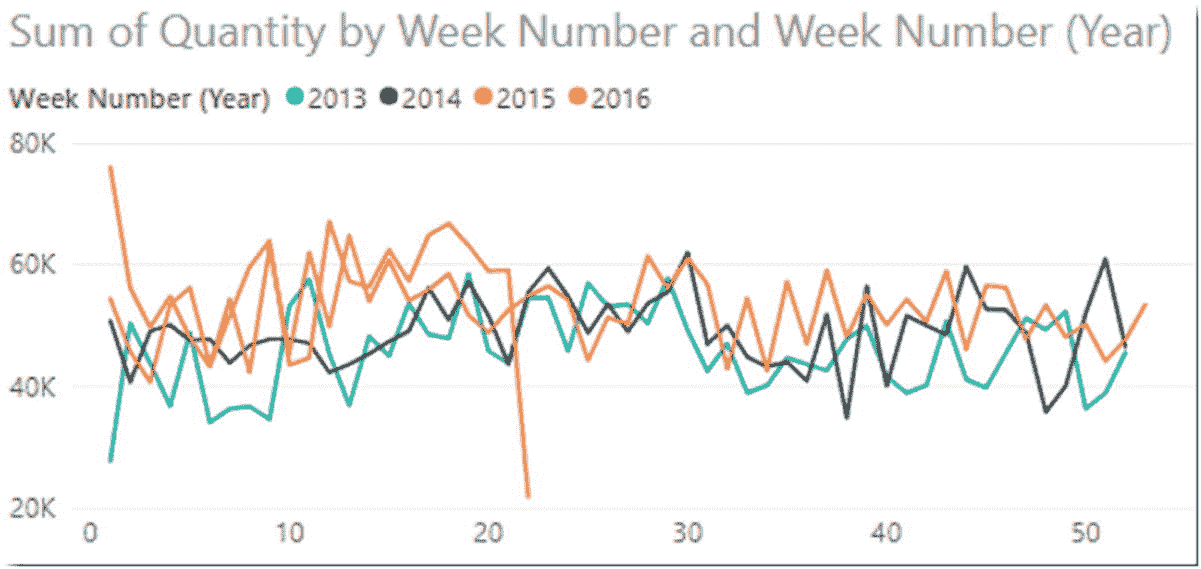 Sum of Quantity by Week Number and Week Number (Year)
Week Number (Year) 2013 2014 2015 2016
80K
60K
40K
20K
0 10 20 30 40 50